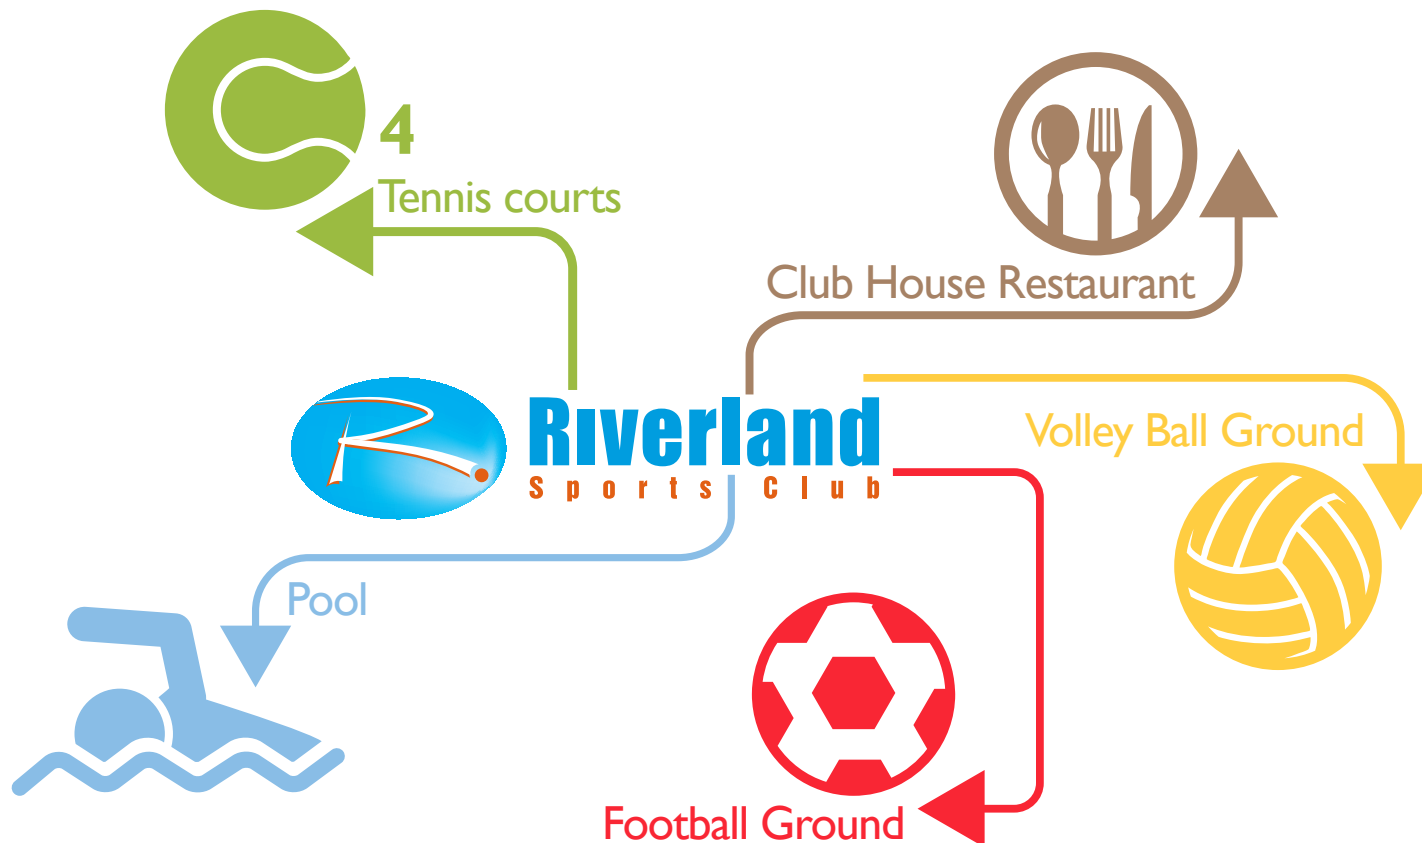 4
Tennis courts
Club House Restaurant
Riverland
Sports Club
Volley Ball Ground
Pool
Football Ground